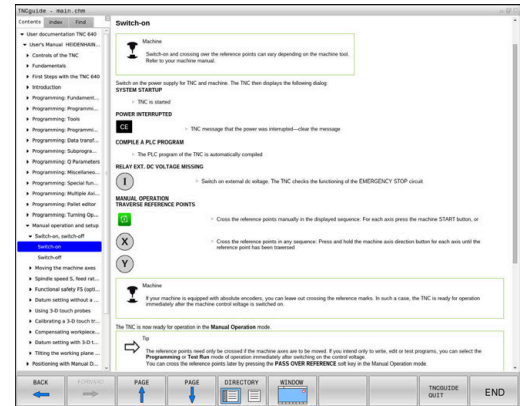 TNCguide - main.chm
Contents Index Find
▾ User documentation TNC 640
▾ User's Manual HEIDENHAIN...
▸ Controls of the TNC
▸ Fundamentals
▸ First Steps with the TNC 640
▸ Introduction
▸ Programming: Fundament...
▸ Programming: Programmi...
▸ Programming: Tools
▸ Programming: Programmi...
▸ Programming: Data transf...
▸ Programming: Subprogra...
▸ Programming: Q Parameters
▸ Programming: Miscellaneo...
▸ Programming: Special fun...
▸ Programming: Multiple Axi...
▸ Programming: Pallet editor
▸ Programming: Turning Op...
▾ Manual operation and setup
▾ Switch-on, switch-off
Switch-on
Switch-off
▸ Moving the machine axes
▸ Spindle speed S, feed rat...
▸ Functional safety FS (opti...
▸ Datum setting without a ...
▸ Using 3-D touch probes
▸ Calibrating a 3-D touch tr...
▸ Compensating workpiece...
▸ Datum setting with 3-D t...
▸ Tilting the working plane ...
▸ Positioning with Manual D...
Switch-on
Machine
Switch-on and crossing over the reference points can vary depending on the machine tool.
Refer to your machine manual.
Switch on the power supply for TNC and machine. The TNC then displays the following dialog:
SYSTEM STARTUP
TNC is started
POWER INTERRUPTED
CE
TNC message that the power was interrupted—clear the message
COMPILE A PLC PROGRAM
The PLC program of the TNC is automatically compiled
RELAY EXT. DC VOLTAGE MISSING
I
Switch on external dc voltage. The TNC checks the functioning of the EMERGENCY STOP circuit
MANUAL OPERATION
TRAVERSE REFERENCE POINTS
Cross the reference points manually in the displayed sequence: For each axis press the machine START button, or
X
Cross the reference points in any sequence: Press and hold the machine axis direction button for each axis until the
reference point has been traversed
Y
Machine
If your machine is equipped with absolute encoders, you can leave out crossing the reference marks. In such a case, the TNC is ready for operation
immediately after the machine control voltage is switched on.
The TNC is now ready for operation in the Manual Operation mode.
Tip
The reference points need only be crossed if the machine axes are to be moved. If you intend only to write, edit or test programs, you can select the
Programming or Test Run mode of operation immediately after switching on the control voltage.
You can cross the reference points later by pressing the PASS OVER REFERENCE soft key in the Manual Operation mode.
BACK FORWARD PAGE PAGE DIRECTORY WINDOW TNCGUIDE
QUIT END